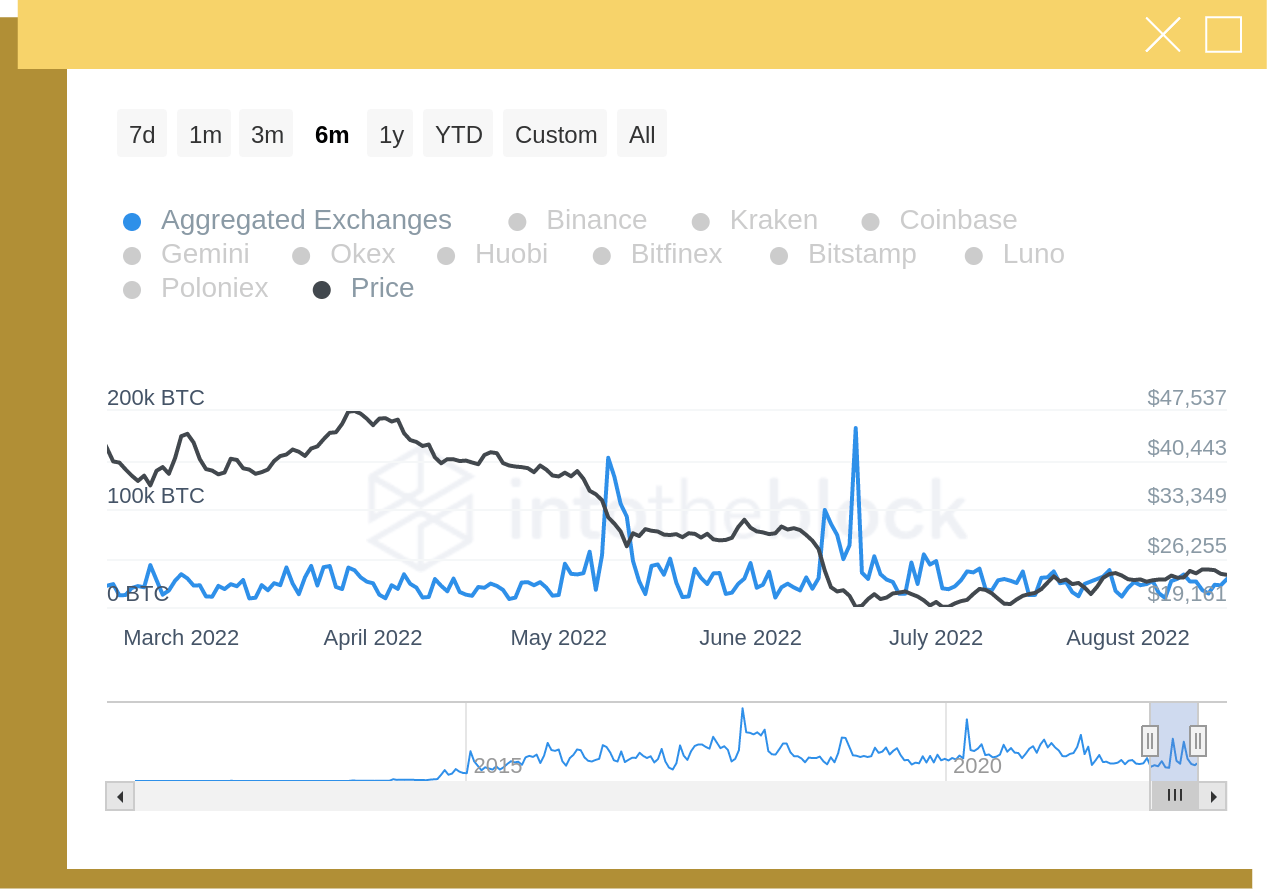 7d 1m 3m 6m 1y YTD Custom All
Aggregated Exchanges Binance Kraken Coinbase
Gemini Okex Huobi Bitfinex Bitstamp Luno
Poloniex Price
200k BTC $47,537
$40,443
intotheblock
100k BTC $33,349
$26,255
0 BTC $19,161
March 2022 April 2022 May 2022 June 2022 July 2022 August 2022
2015 2020